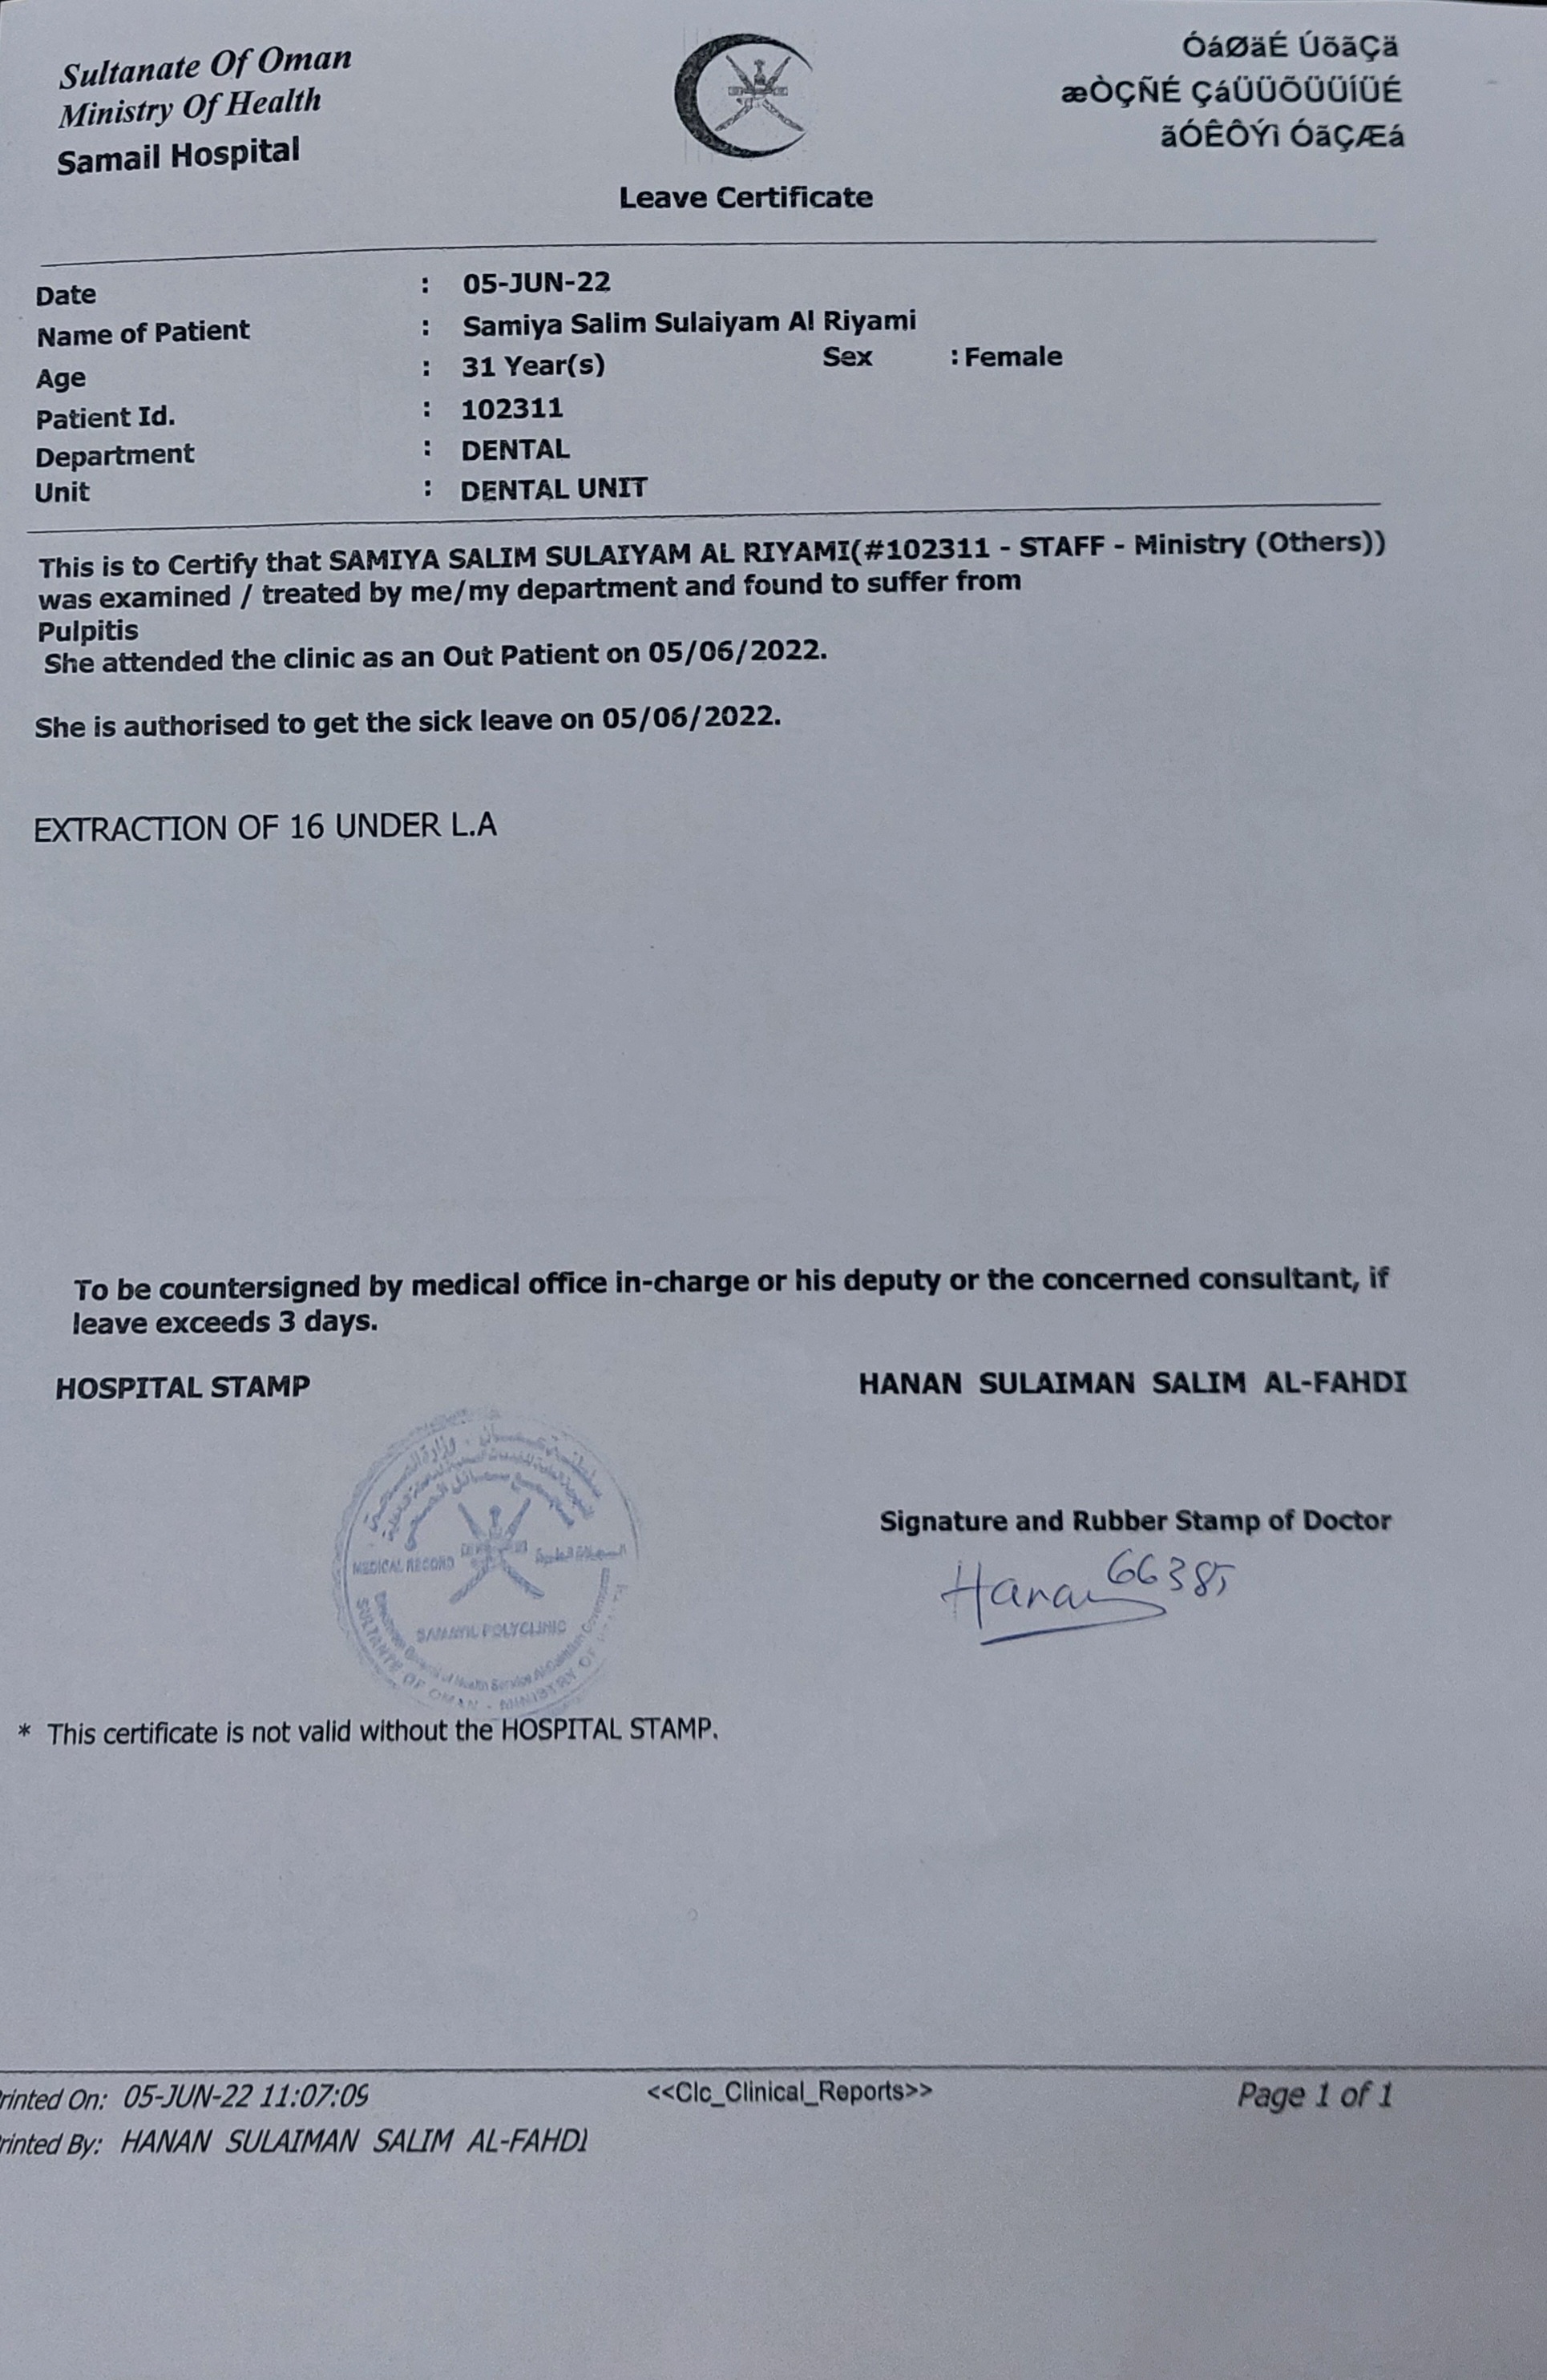 Sultanate Of Oman
Ministry Of Health
Samail Hospital
ÓáØäÉ ÚõãÇä
æÒÇÑÉ ÇáÜÜÕÜÜÍÜÉ
ãÓÊÔÝì ÓãÇÆá
Leave Certificate
Date : 05-JUN-22
Name of Patient : Samiya Salim Sulaiyam Al Riyami
Age : 31 Year(s) Sex : Female
Patient Id. : 102311
Department : DENTAL
Unit : DENTAL UNIT
This is to Certify that SAMIYA SALIM SULAIYAM AL RIYAMI(#102311 - STAFF - Ministry (Others))
was examined / treated by me/my department and found to suffer from
Pulpitis
She attended the clinic as an Out Patient on 05/06/2022.
She is authorised to get the sick leave on 05/06/2022.
EXTRACTION OF 16 UNDER L.A
To be countersigned by medical office in-charge or his deputy or the concerned consultant, if
leave exceeds 3 days.
HOSPITAL STAMP
HANAN SULAIMAN SALIM AL-FAHDI
MEDICAL RECORD
SAMAYIL POLYCLINIC
SULTANTE OF OMAN - MINISTRY OF
Signature and Rubber Stamp of Doctor
Hanan 66385
* This certificate is not valid without the HOSPITAL STAMP.
rinted On: 05-JUN-22 11:07:09
<<Clc_Clinical_Reports>>
Page 1 of 1
rinted By: HANAN SULAIMAN SALIM AL-FAHDI